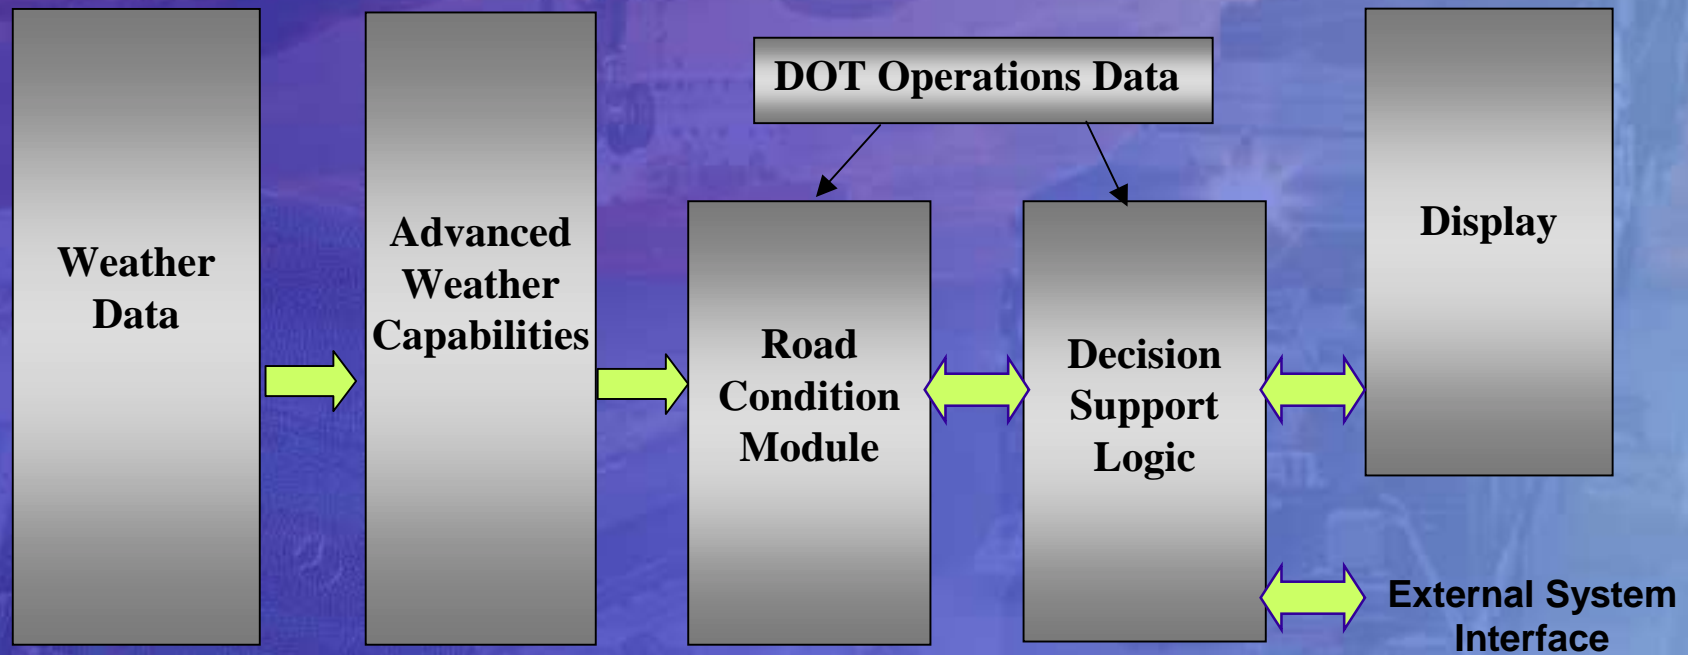 Weather
Data
Advanced
Weather
Capabilities
DOT Operations Data
Road
Condition
Module
Decision
Support
Logic
Display
External System
Interface